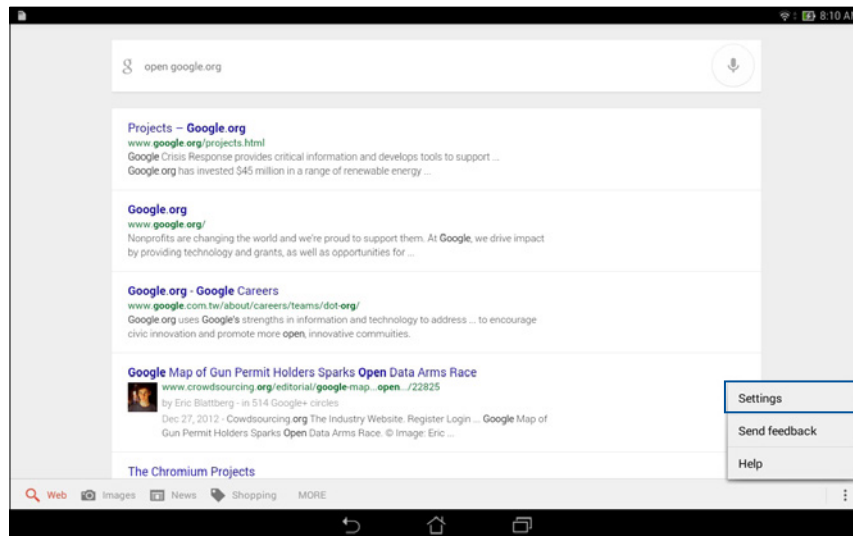 8:10 AM
open google.org
Projects – Google.org
www.google.org/projects.html
Google Crisis Response provides critical information and develops tools to support ...
Google.org has invested $45 million in a range of renewable energy ...
Google.org
www.google.org/
Nonprofits are changing the world and we're proud to support them. At Google, we drive impact
by providing technology and grants, as well as opportunities for ...
Google.org - Google Careers
www.google.com.tw/about/careers/teams/dot-org/
Google.org uses Google's strengths in information and technology to address ... to encourage
civic innovation and promote more open, innovative commuities.
Google Map of Gun Permit Holders Sparks Open Data Arms Race
www.crowdsourcing.org/editorial/google-map...open.../22825
by Eric Blattberg - in 514 Google+ circles
Dec 27, 2012 - Cowdsourcing.org The Industry Website. Register Login ... Google Map of
Gun Permit Holders Sparks Open Data Arms Race. © Image: Eric ...
The Chromium Projects
Settings
Send feedback
Help
Web Images News Shopping MORE